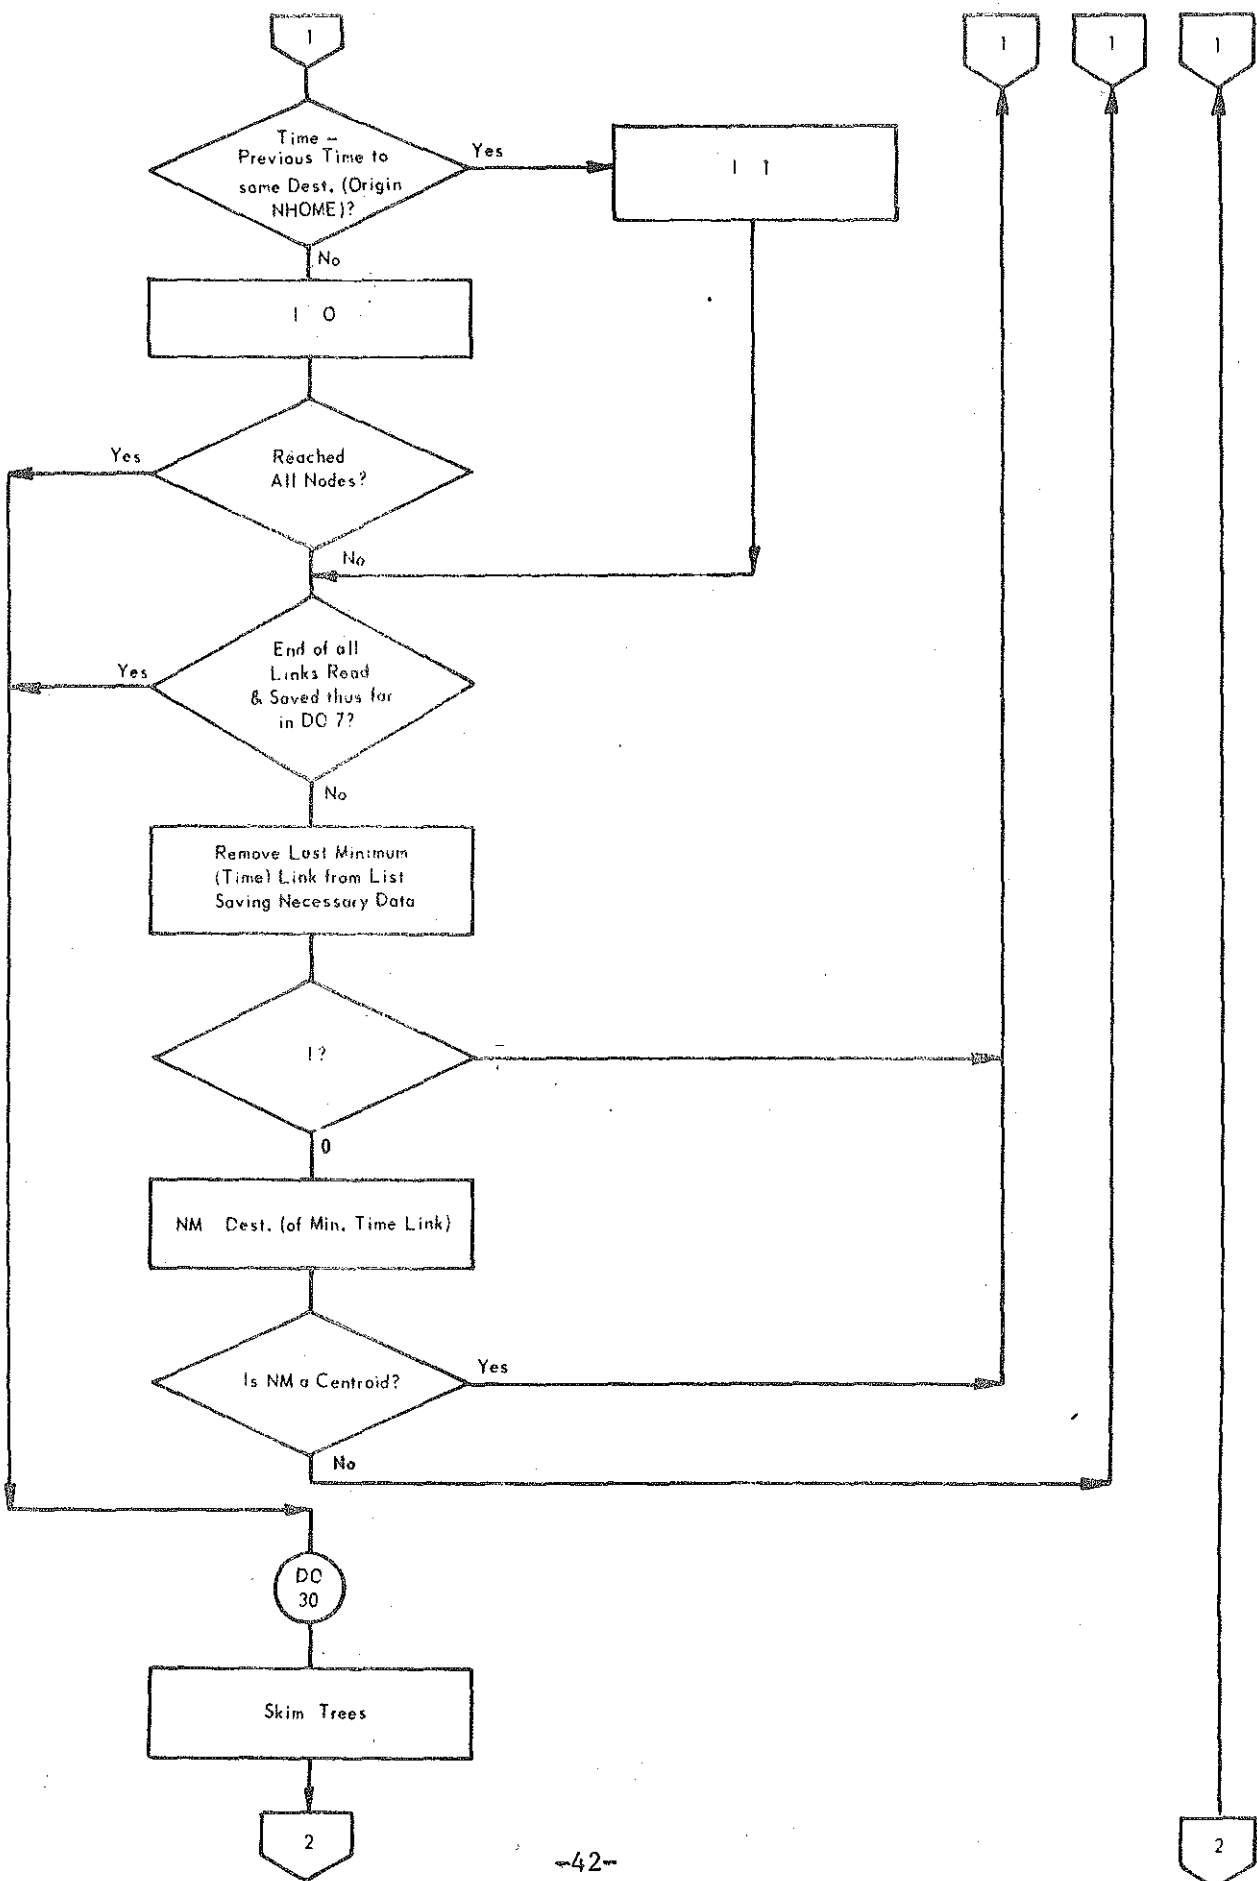 1
1
1
1
Time –
Previous Time to
same Dest. (Origin
NHOME)?
Yes
I 1
No
I 0
Yes
Reached
All Nodes?
No
Yes
End of all
Links Read
& Saved thus far
in DO 7?
No
Remove Last Minimum
(Time) Link from List
Saving Necessary Data
I?
0
NM Dest. (of Min. Time Link)
Is NM a Centroid?
Yes
No
DO
30
Skim Trees
2
2
-42-